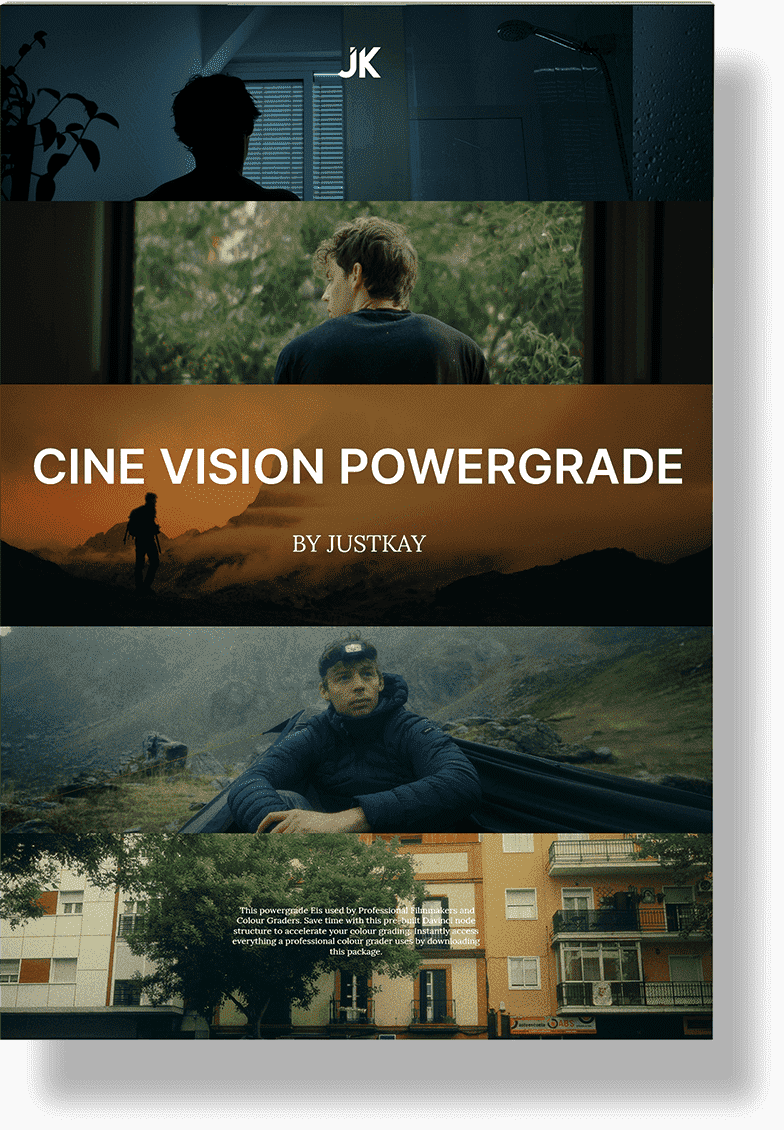 JK
CINE VISION POWERGRADE
BY JUSTKAY
This powergrade Eis used by Professional Filmmakers and
Colour Graders. Save time with this pre-built Davinci node
structure to accelerate your colour grading. Instantly access
everything a professional colour grader uses by downloading
this package.